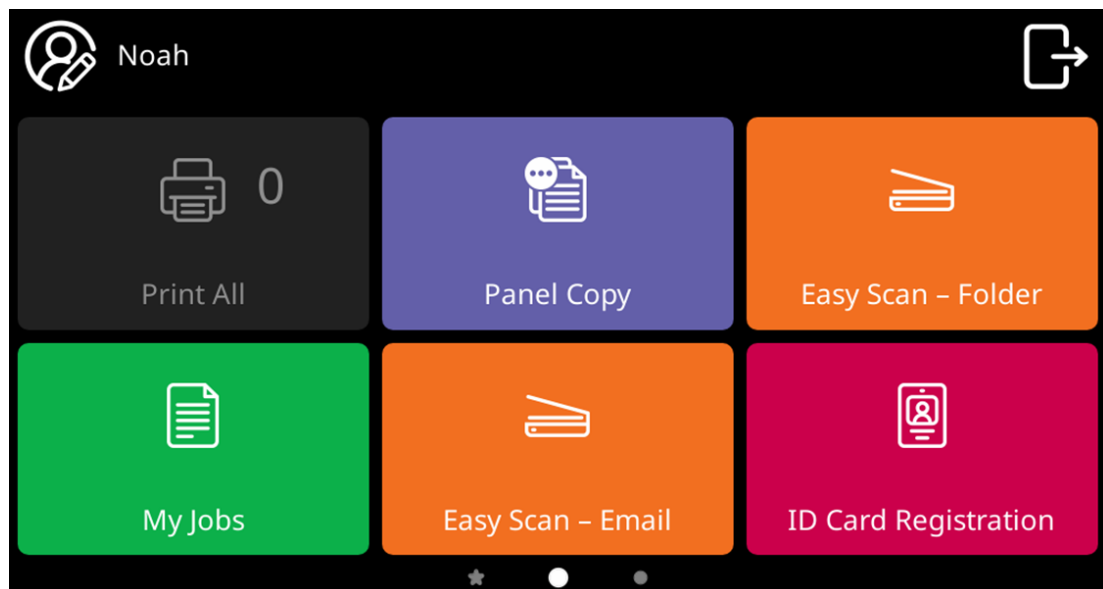 Noah
0
Print All
Panel Copy
Easy Scan – Folder
My Jobs
Easy Scan – Email
ID Card Registration